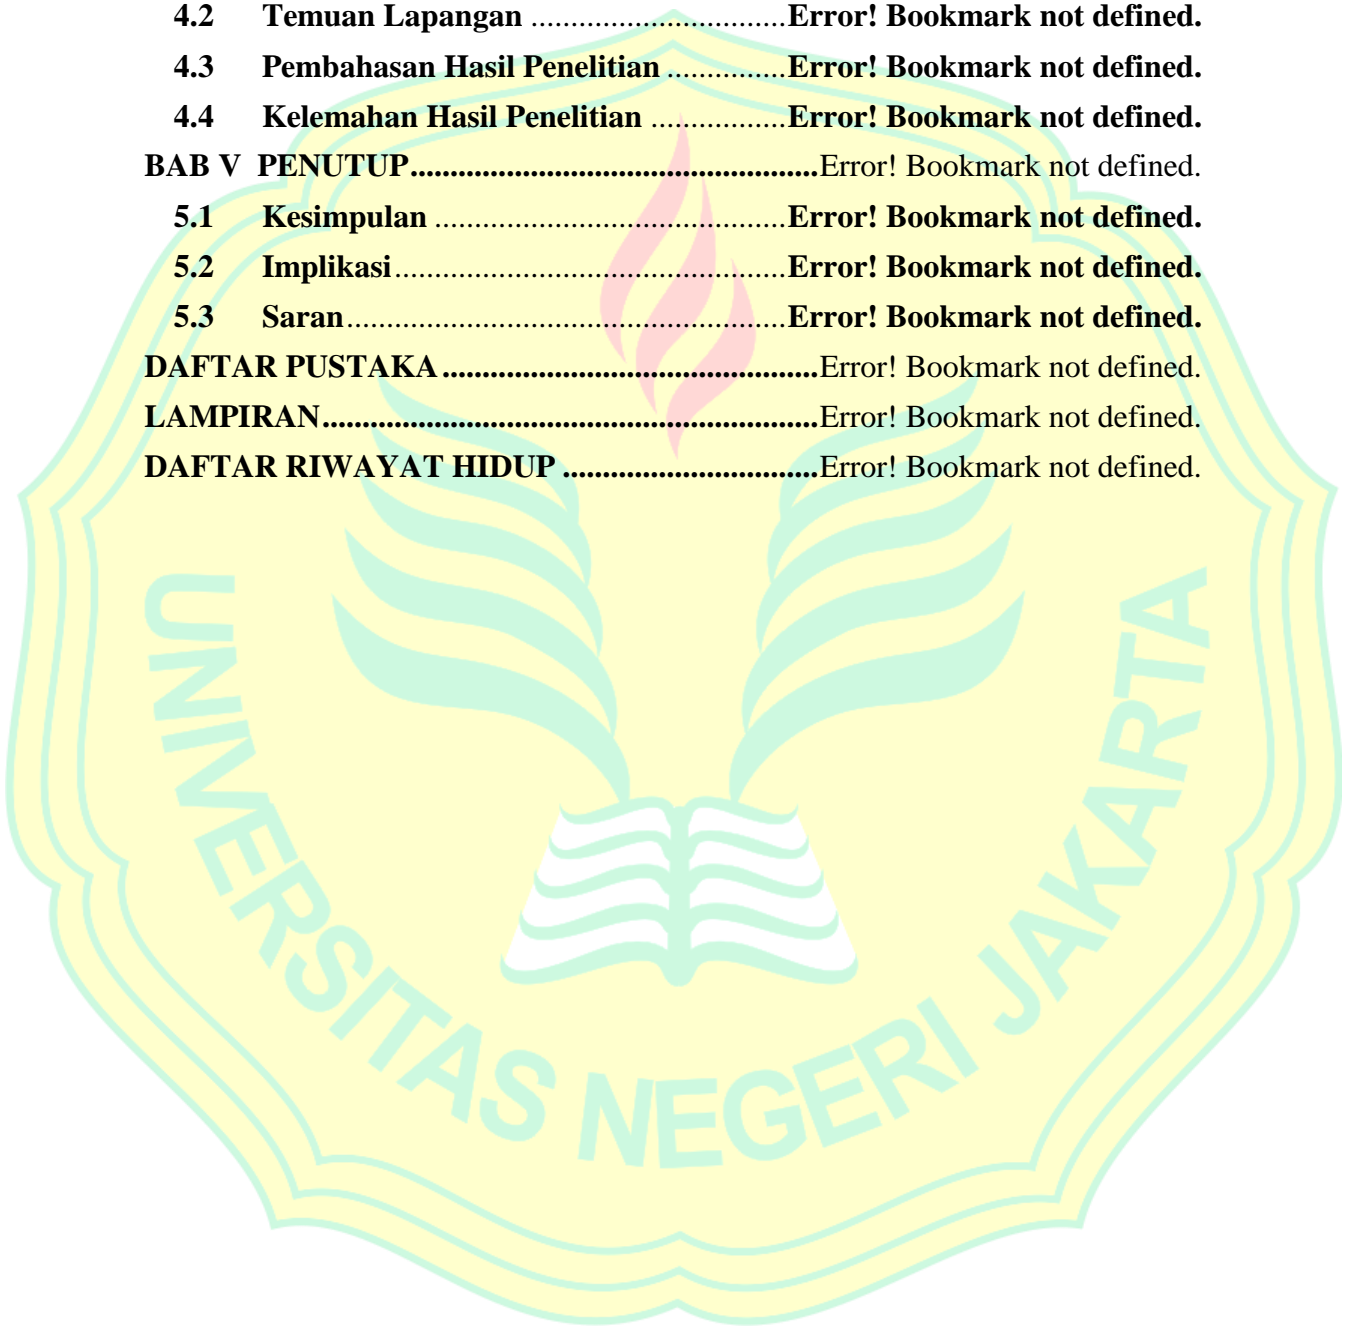 4.2 Temuan Lapangan ........................... Error! Bookmark not defined.
4.3 Pembahasan Hasil Penelitian ............... Error! Bookmark not defined.
4.4 Kelemahan Hasil Penelitian ................. Error! Bookmark not defined.
BAB V PENUTUP.................................................... Error! Bookmark not defined.
5.1 Kesimpulan ..................................... Error! Bookmark not defined.
5.2 Implikasi......................................... Error! Bookmark not defined.
5.3 Saran.............................................. Error! Bookmark not defined.
DAFTAR PUSTAKA ................................................ Error! Bookmark not defined.
LAMPIRAN............................................................... Error! Bookmark not defined.
DAFTAR RIWAYAT HIDUP ................................ Error! Bookmark not defined.
UNIVERSITAS NEGERI JAKARTA